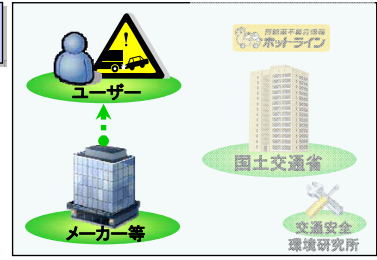 自動車不具合情報
ホットライン
ユーザー
国土交通省
メーカー等
交通安全
環境研究所